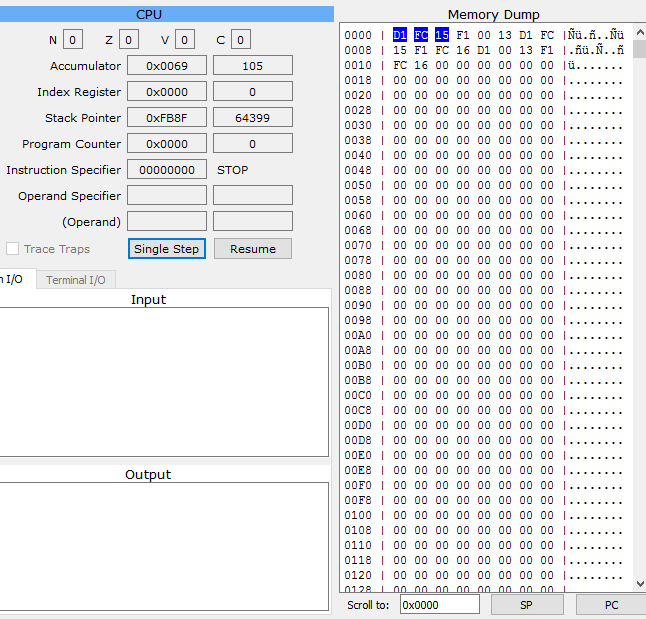 CPU
N 0 Z 0 V 0 C 0
Accumulator 0x0069 105
Index Register 0x0000 0
Stack Pointer 0xFB8F 64399
Program Counter 0x0000 0
Instruction Specifier 00000000 STOP
Operand Specifier
(Operand)
Trace Traps Single Step Resume
I/O Terminal I/O
Input
Output
Memory Dump
0000 | D1 FC 15 F1 00 13 D1 FC |Ñü.ñ..Ñü
0008 | 15 F1 FC 16 D1 00 13 F1 |.ñü.Ñ..ñ
0010 | FC 16 00 00 00 00 00 00 |ü.......
0018 | 00 00 00 00 00 00 00 00 |........
0020 | 00 00 00 00 00 00 00 00 |........
0028 | 00 00 00 00 00 00 00 00 |........
0030 | 00 00 00 00 00 00 00 00 |........
0038 | 00 00 00 00 00 00 00 00 |........
0040 | 00 00 00 00 00 00 00 00 |........
0048 | 00 00 00 00 00 00 00 00 |........
0050 | 00 00 00 00 00 00 00 00 |........
0058 | 00 00 00 00 00 00 00 00 |........
0060 | 00 00 00 00 00 00 00 00 |........
0068 | 00 00 00 00 00 00 00 00 |........
0070 | 00 00 00 00 00 00 00 00 |........
0078 | 00 00 00 00 00 00 00 00 |........
0080 | 00 00 00 00 00 00 00 00 |........
0088 | 00 00 00 00 00 00 00 00 |........
0090 | 00 00 00 00 00 00 00 00 |........
0098 | 00 00 00 00 00 00 00 00 |........
00A0 | 00 00 00 00 00 00 00 00 |........
00A8 | 00 00 00 00 00 00 00 00 |........
00B0 | 00 00 00 00 00 00 00 00 |........
00B8 | 00 00 00 00 00 00 00 00 |........
00C0 | 00 00 00 00 00 00 00 00 |........
00C8 | 00 00 00 00 00 00 00 00 |........
00D0 | 00 00 00 00 00 00 00 00 |........
00D8 | 00 00 00 00 00 00 00 00 |........
00E0 | 00 00 00 00 00 00 00 00 |........
00E8 | 00 00 00 00 00 00 00 00 |........
00F0 | 00 00 00 00 00 00 00 00 |........
00F8 | 00 00 00 00 00 00 00 00 |........
0100 | 00 00 00 00 00 00 00 00 |........
0108 | 00 00 00 00 00 00 00 00 |........
0110 | 00 00 00 00 00 00 00 00 |........
0118 | 00 00 00 00 00 00 00 00 |........
0120 | 00 00 00 00 00 00 00 00 |........
0128 | 00 00 00 00 00 00 00 00 |........
Scroll to: 0x0000 SP PC